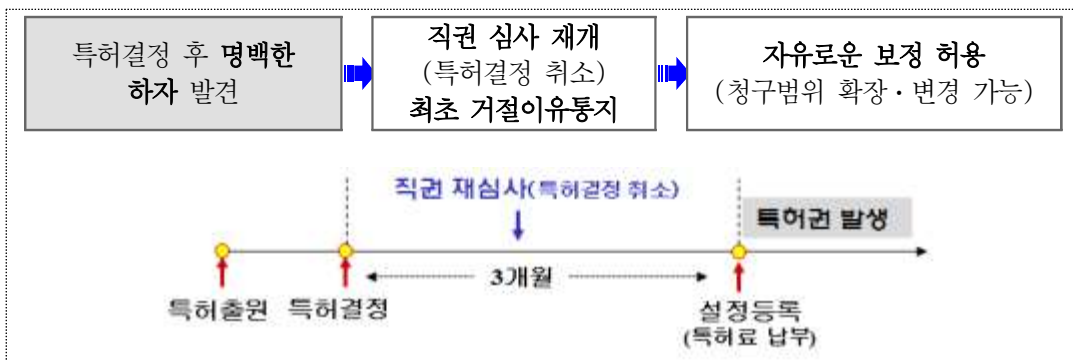 특허결정 후 명백한
하자 발견
직권 심사 재개
(특허결정 취소)
최초 거절이유통지
자유로운 보정 허용
(청구범위 확장·변경 가능)
직권 재심사(특허결정 취소)
특허권 발생
3개월
특허출원
특허결정
설정등록
(특허료 납부)